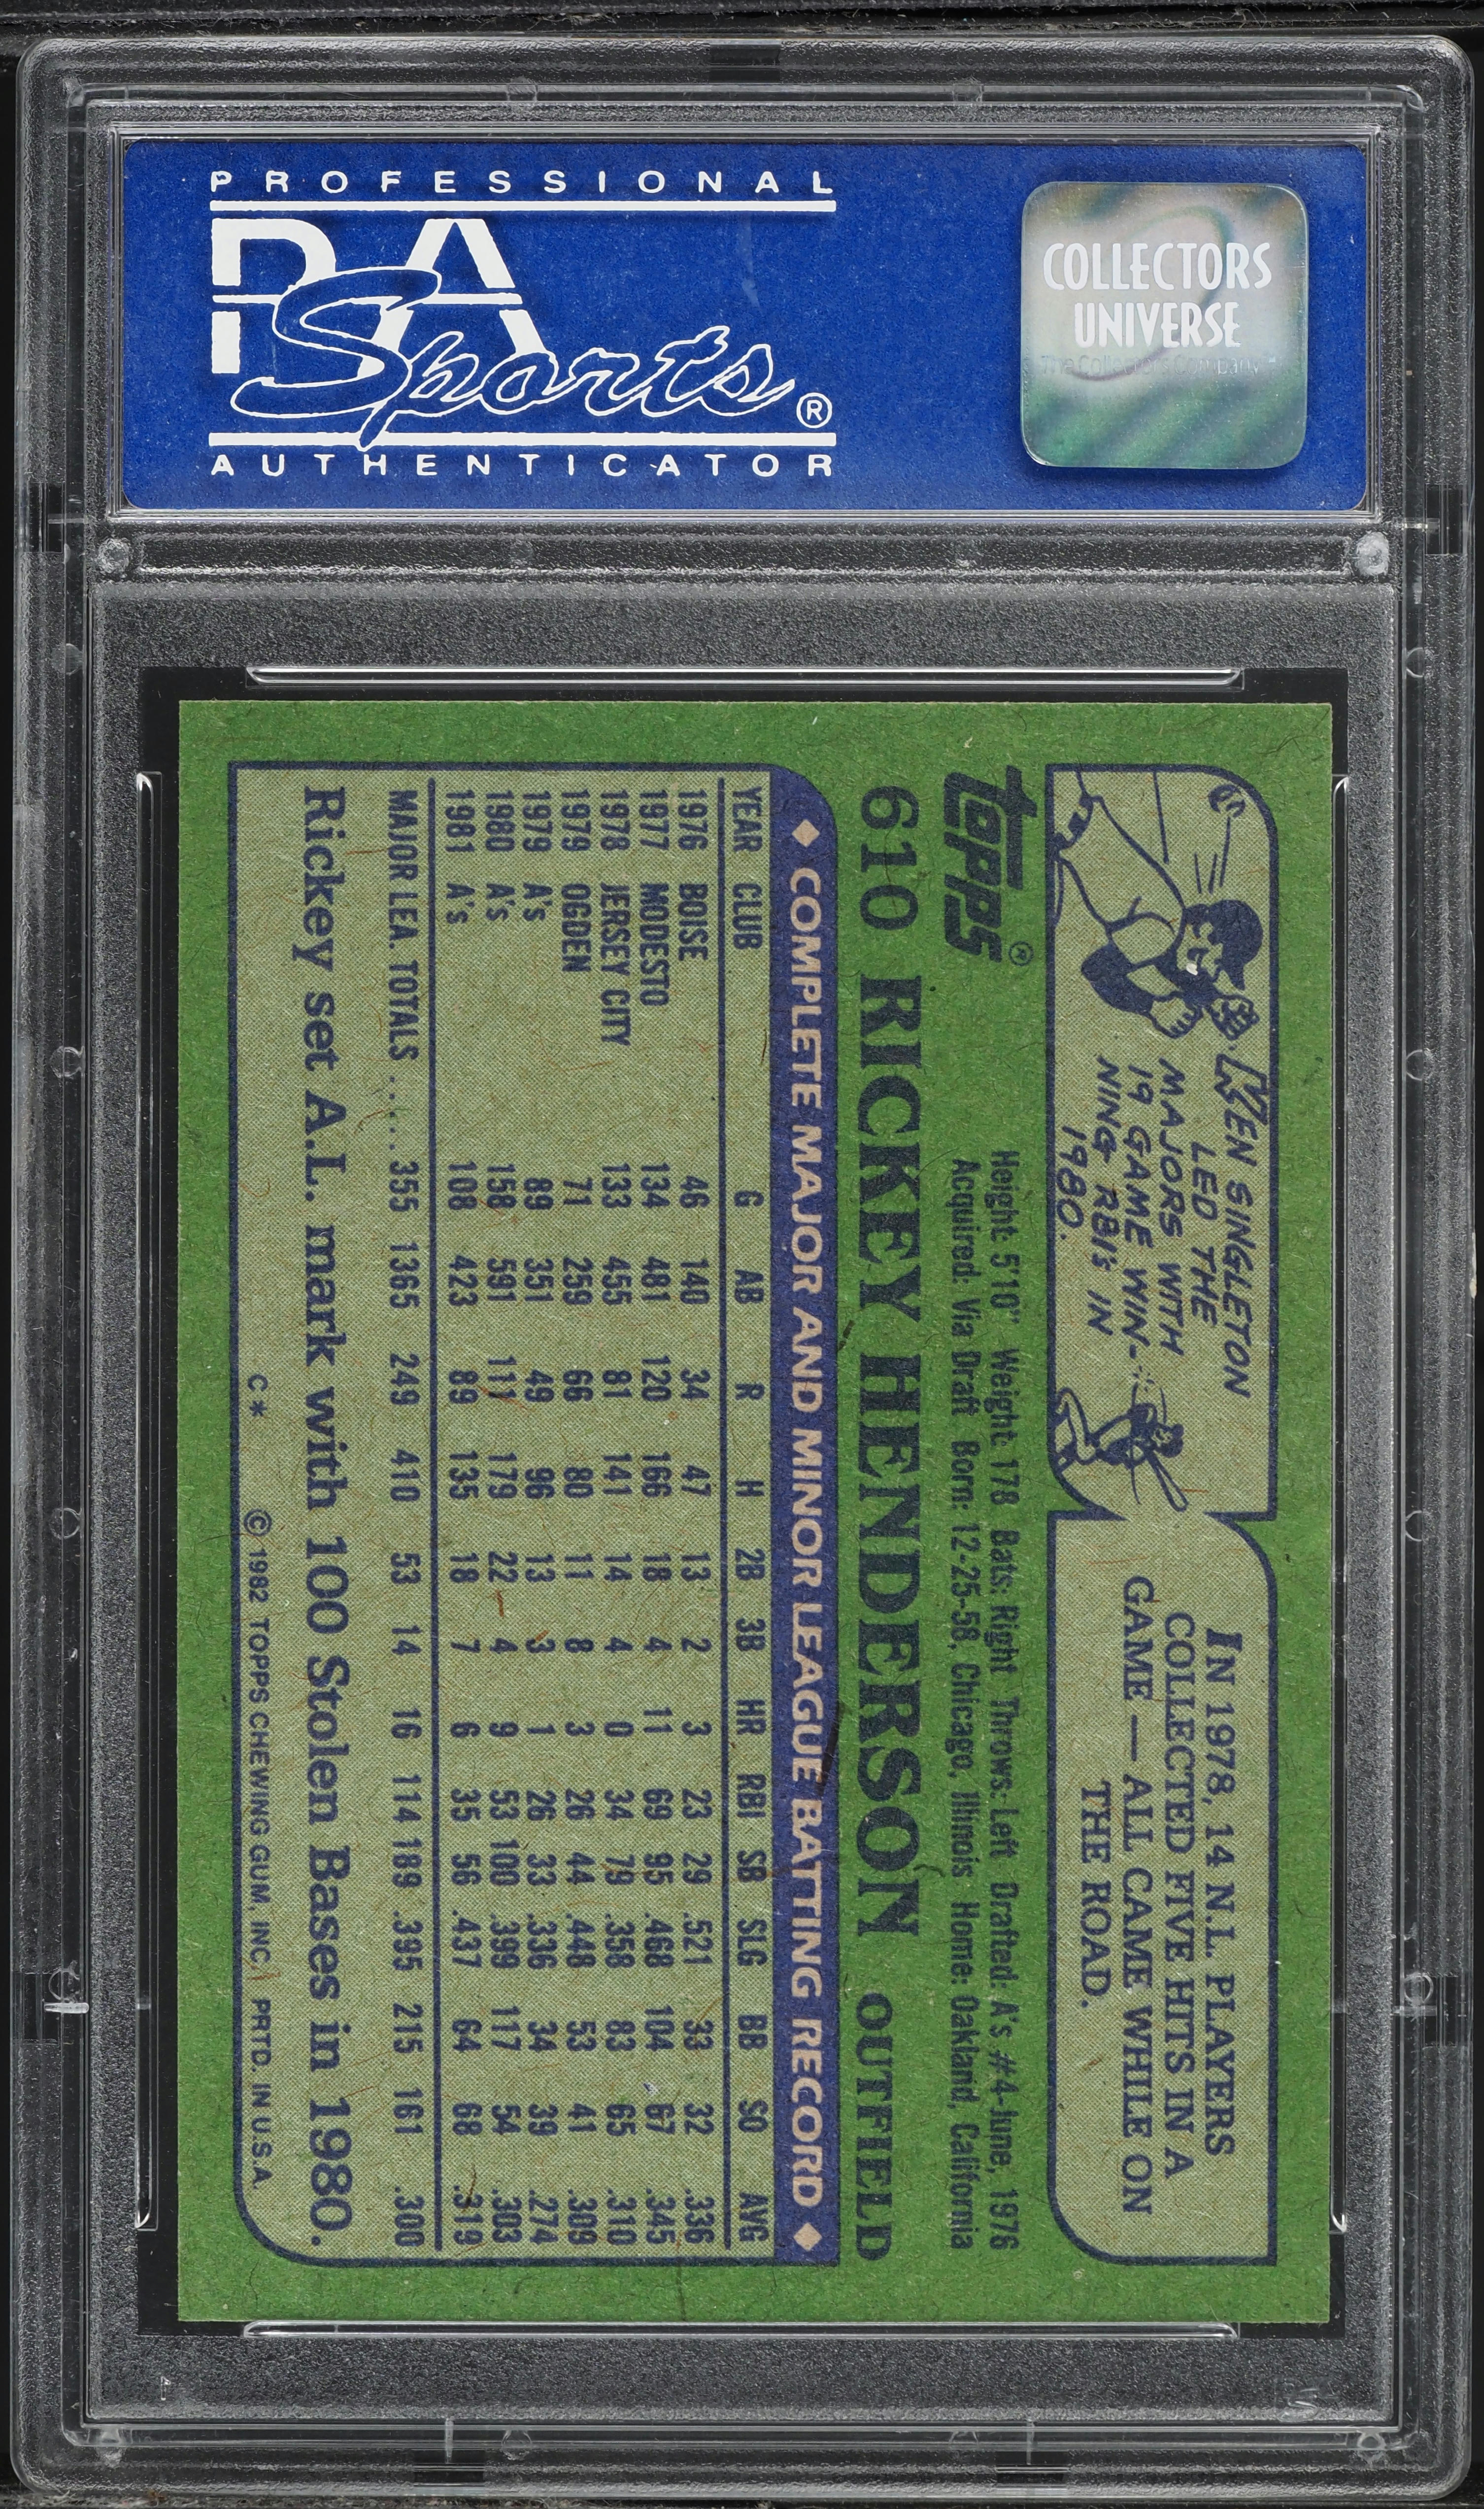 PROFESSIONAL
PSA
Sports®
AUTHENTICATOR
COLLECTORS
UNIVERSE
The Collector's Company
KEN SINGLETON
LED THE
MAJORS WITH
19 GAME WIN-
NING RBI's IN
1980.
IN 1978, 14 N.L. PLAYERS
COLLECTED FIVE HITS IN A
GAME — ALL CAME WHILE ON
THE ROAD.
topps®
Height: 5'10" Weight: 178 Bats: Right Throws: Left Drafted: A's #4-June, 1976
Acquired: Via Draft Born: 12-25-58, Chicago, Illinois Home: Oakland, California
610 RICKEY HENDERSON OUTFIELD
◆ COMPLETE MAJOR AND MINOR LEAGUE BATTING RECORD ◆
YEAR CLUB G AB R H 2B 3B HR RBI SB SLG BB SO AVG
1976 BOISE 46 140 34 47 13 2 3 23 29 .521 33 32 .336
1977 MODESTO 134 481 120 166 18 4 11 69 95 .468 104 67 .345
1978 JERSEY CITY 133 455 81 141 14 4 0 34 79 .358 83 65 .310
1979 OGDEN 71 259 66 80 11 8 3 26 44 .448 53 41 .309
1979 A's 89 351 49 96 13 3 1 26 33 .336 34 39 .274
1980 A's 158 591 111 179 22 4 9 53 100 .399 117 54 .303
1981 A's 108 423 89 135 18 7 6 35 56 .437 64 68 .319
MAJOR LEA. TOTALS ...... 355 1365 249 410 53 14 16 114 189 .395 215 161 .300
Rickey set A.L. mark with 100 Stolen Bases in 1980.
C* © 1982 TOPPS CHEWING GUM, INC. PRTD. IN U.S.A.